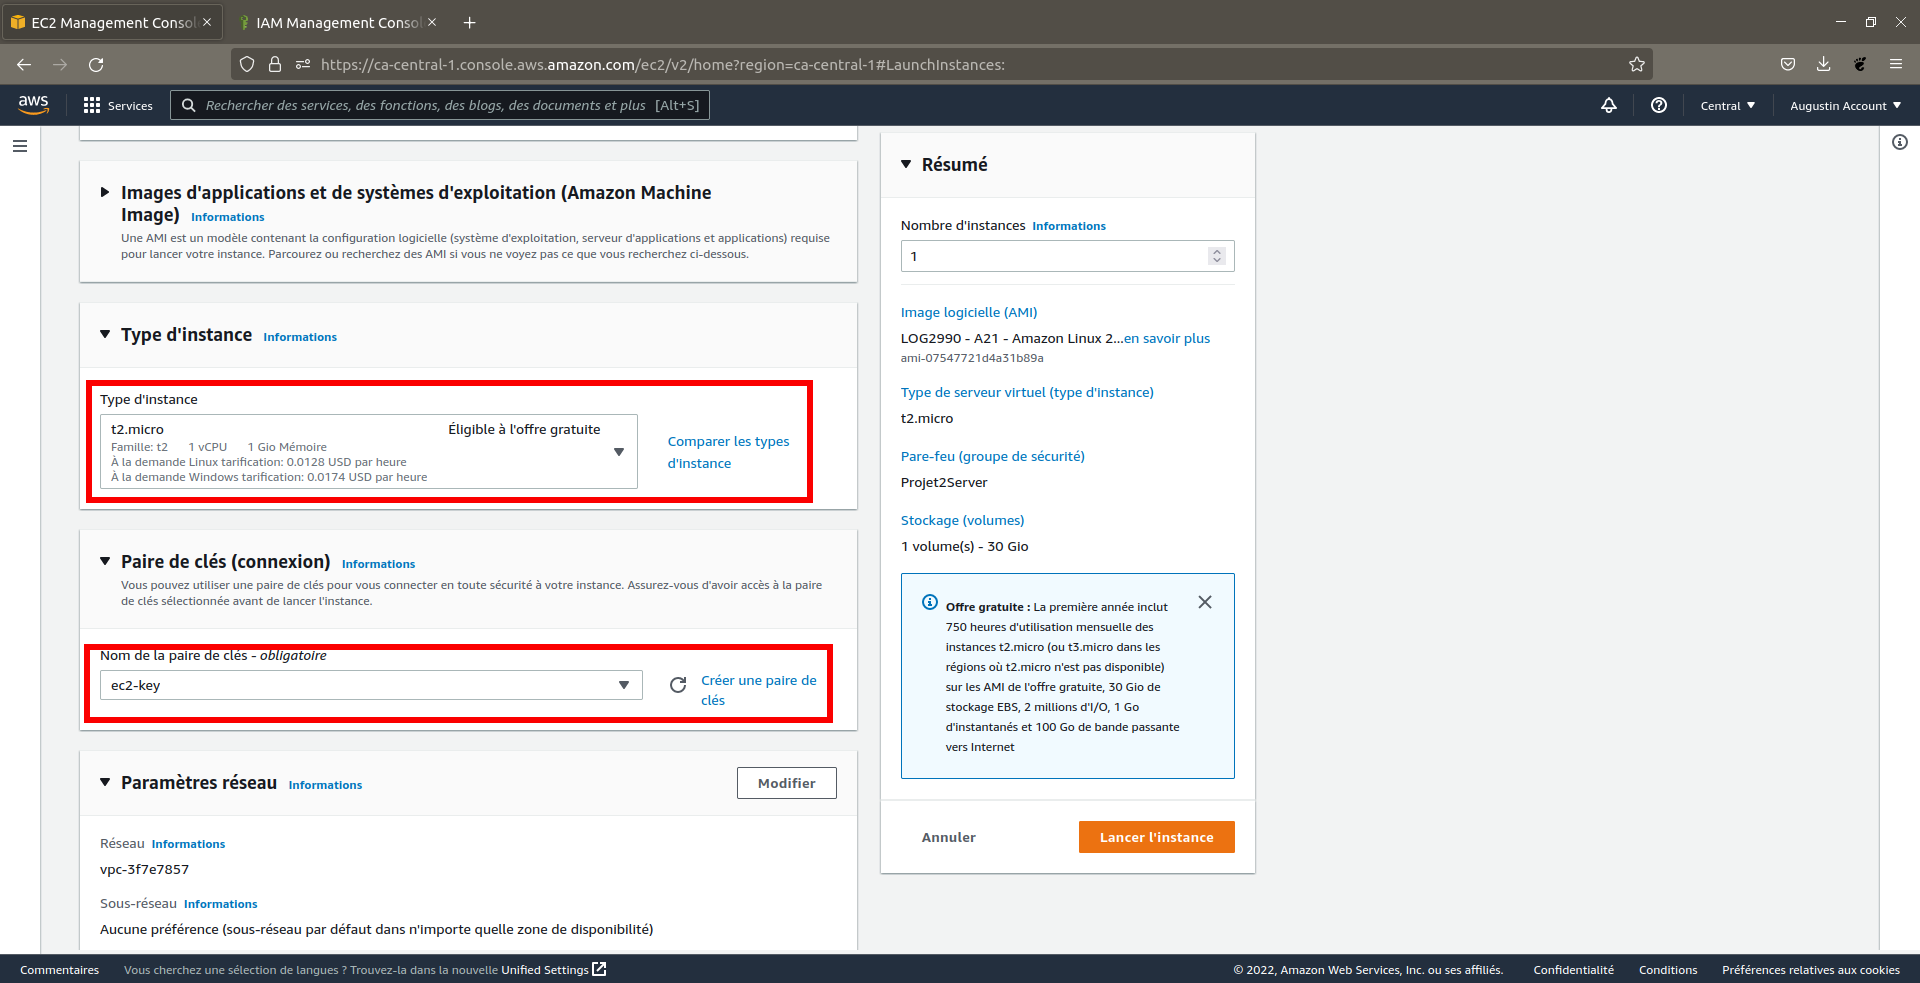 EC2 Management Consol
IAM Management Consol
https://ca-central-1.console.aws.amazon.com/ec2/v2/home?region=ca-central-1#LaunchInstances:
aws
Services
Rechercher des services, des fonctions, des blogs, des documents et plus [Alt+S]
Central
Augustin Account
Images d'applications et de systèmes d'exploitation (Amazon Machine
Image) Informations
Une AMI est un modèle contenant la configuration logicielle (système d'exploitation, serveur d'applications et applications) requise
pour lancer votre instance. Parcourez ou recherchez des AMI si vous ne voyez pas ce que vous recherchez ci-dessous.
Type d'instance Informations
Type d'instance
t2.micro Éligible à l'offre gratuite
Famille: t2 1 vCPU 1 Gio Mémoire
À la demande Linux tarification: 0.0128 USD par heure
À la demande Windows tarification: 0.0174 USD par heure
Comparer les types
d'instance
Paire de clés (connexion) Informations
Vous pouvez utiliser une paire de clés pour vous connecter en toute sécurité à votre instance. Assurez-vous d'avoir accès à la paire
de clés sélectionnée avant de lancer l'instance.
Nom de la paire de clés - obligatoire
ec2-key
Créer une paire de
clés
Paramètres réseau Informations
Modifier
Réseau Informations
vpc-3f7e7857
Sous-réseau Informations
Aucune préférence (sous-réseau par défaut dans n'importe quelle zone de disponibilité)
Résumé
Nombre d'instances Informations
1
Image logicielle (AMI)
LOG2990 - A21 - Amazon Linux 2...en savoir plus
ami-07547721d4a31b89a
Type de serveur virtuel (type d'instance)
t2.micro
Pare-feu (groupe de sécurité)
Projet2Server
Stockage (volumes)
1 volume(s) - 30 Gio
Offre gratuite : La première année inclut
750 heures d'utilisation mensuelle des
instances t2.micro (ou t3.micro dans les
régions où t2.micro n'est pas disponible)
sur les AMI de l'offre gratuite, 30 Gio de
stockage EBS, 2 millions d'I/O, 1 Go
d'instantanés et 100 Go de bande passante
vers Internet
Annuler
Lancer l'instance
Commentaires
Vous cherchez une sélection de langues ? Trouvez-la dans la nouvelle Unified Settings
© 2022, Amazon Web Services, Inc. ou ses affiliés.
Confidentialité
Conditions
Préférences relatives aux cookies